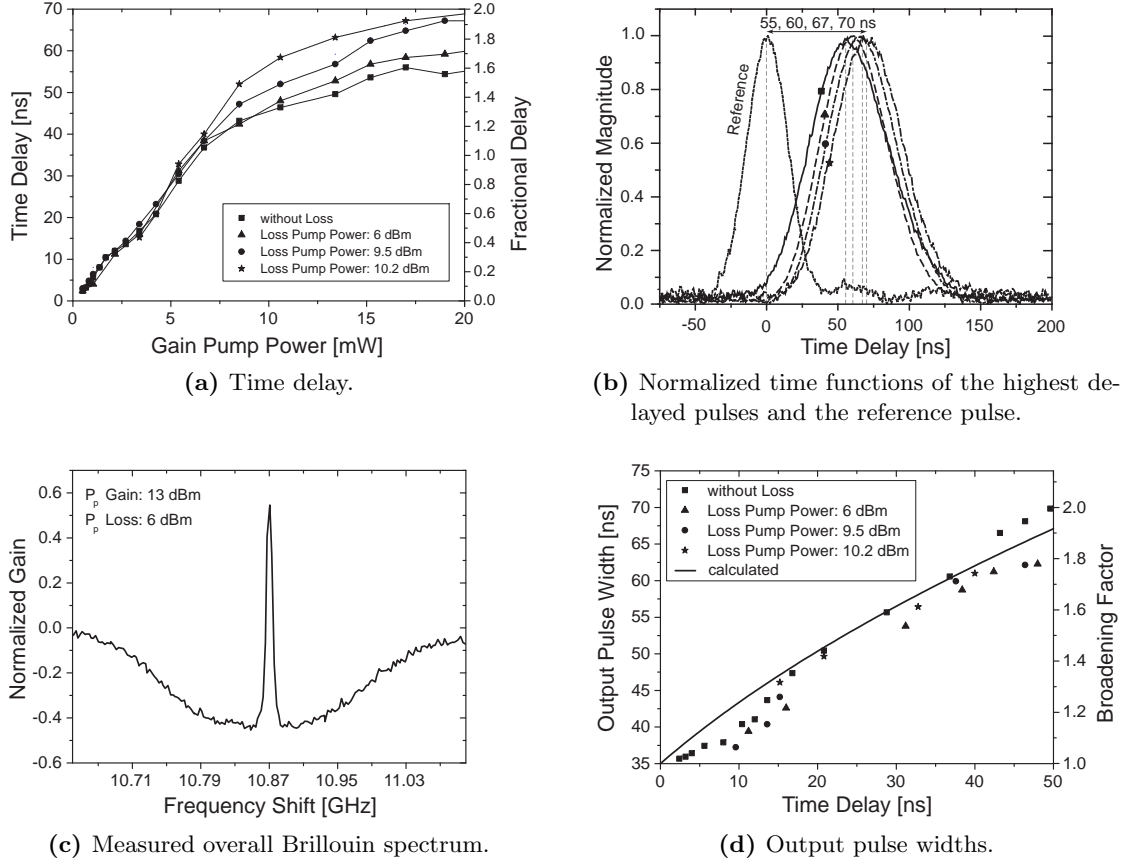 Time Delay [ns]
70
60
50
40
30
20
10
0
0
5
10
15
20
Gain Pump Power [mW]
2.0
1.8
1.6
1.4
1.2
1.0
0.8
0.6
0.4
0.2
0.0
Fractional Delay
without Loss
Loss Pump Power: 6 dBm
Loss Pump Power: 9.5 dBm
Loss Pump Power: 10.2 dBm
(a) Time delay.
55, 60, 67, 70 ns
Reference
Normalized Magnitude
1.0
0.8
0.6
0.4
0.2
0.0
-50
0
50
100
150
200
Time Delay [ns]
(b) Normalized time functions of the highest de-
layed pulses and the reference pulse.
P_p Gain: 13 dBm
P_p Loss: 6 dBm
Normalized Gain
0.6
0.4
0.2
0.0
-0.2
-0.4
-0.6
10.71
10.79
10.87
10.95
11.03
Frequency Shift [GHz]
(c) Measured overall Brillouin spectrum.
Output Pulse Width [ns]
75
70
65
60
55
50
45
40
35
without Loss
Loss Pump Power: 6 dBm
Loss Pump Power: 9.5 dBm
Loss Pump Power: 10.2 dBm
calculated
0
10
20
30
40
50
Time Delay [ns]
2.0
1.8
1.6
1.4
1.2
1.0
Broadening Factor
(d) Output pulse widths.